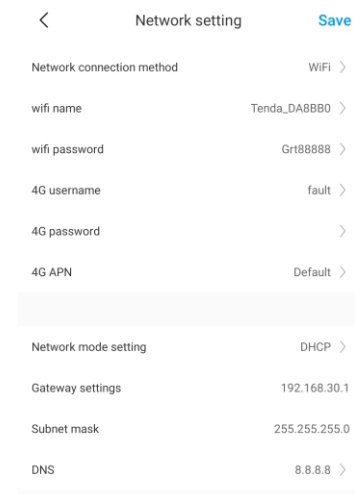 Network setting Save
Network connection method WiFi
wifi name Tenda_DA8BB0
wifi password Grt88888
4G username fault
4G password
4G APN Default
Network mode setting DHCP
Gateway settings 192.168.30.1
Subnet mask 255.255.255.0
DNS 8.8.8.8